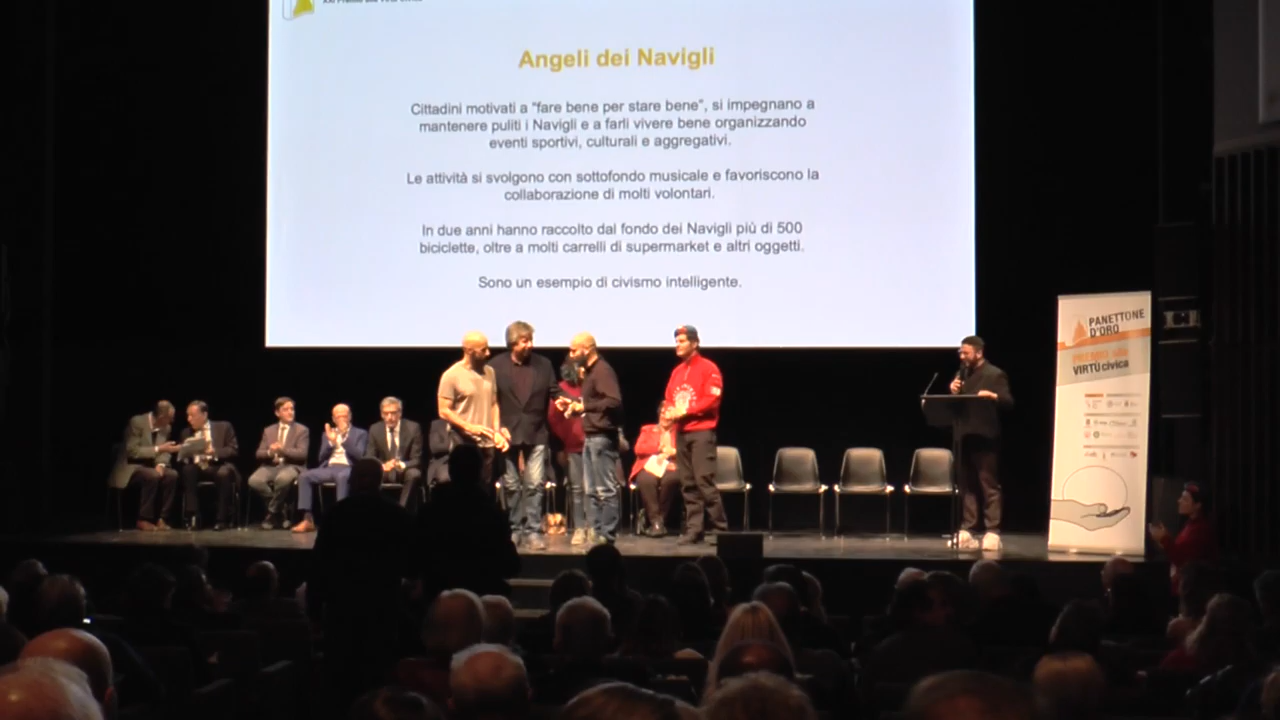 Angeli dei Navigli
Cittadini motivati a "fare bene per stare bene", si impegnano a
mantenere puliti i Navigli e a farli vivere bene organizzando
eventi sportivi, culturali e aggregativi.
Le attività si svolgono con sottofondo musicale e favoriscono la
collaborazione di molti volontari.
In due anni hanno raccolto dal fondo dei Navigli più di 500
biciclette, oltre a molti carrelli di supermarket e altri oggetti.
Sono un esempio di civismo intelligente.
PANETTONE
D'ORO
PREMIO alla
VIRTÙ civica